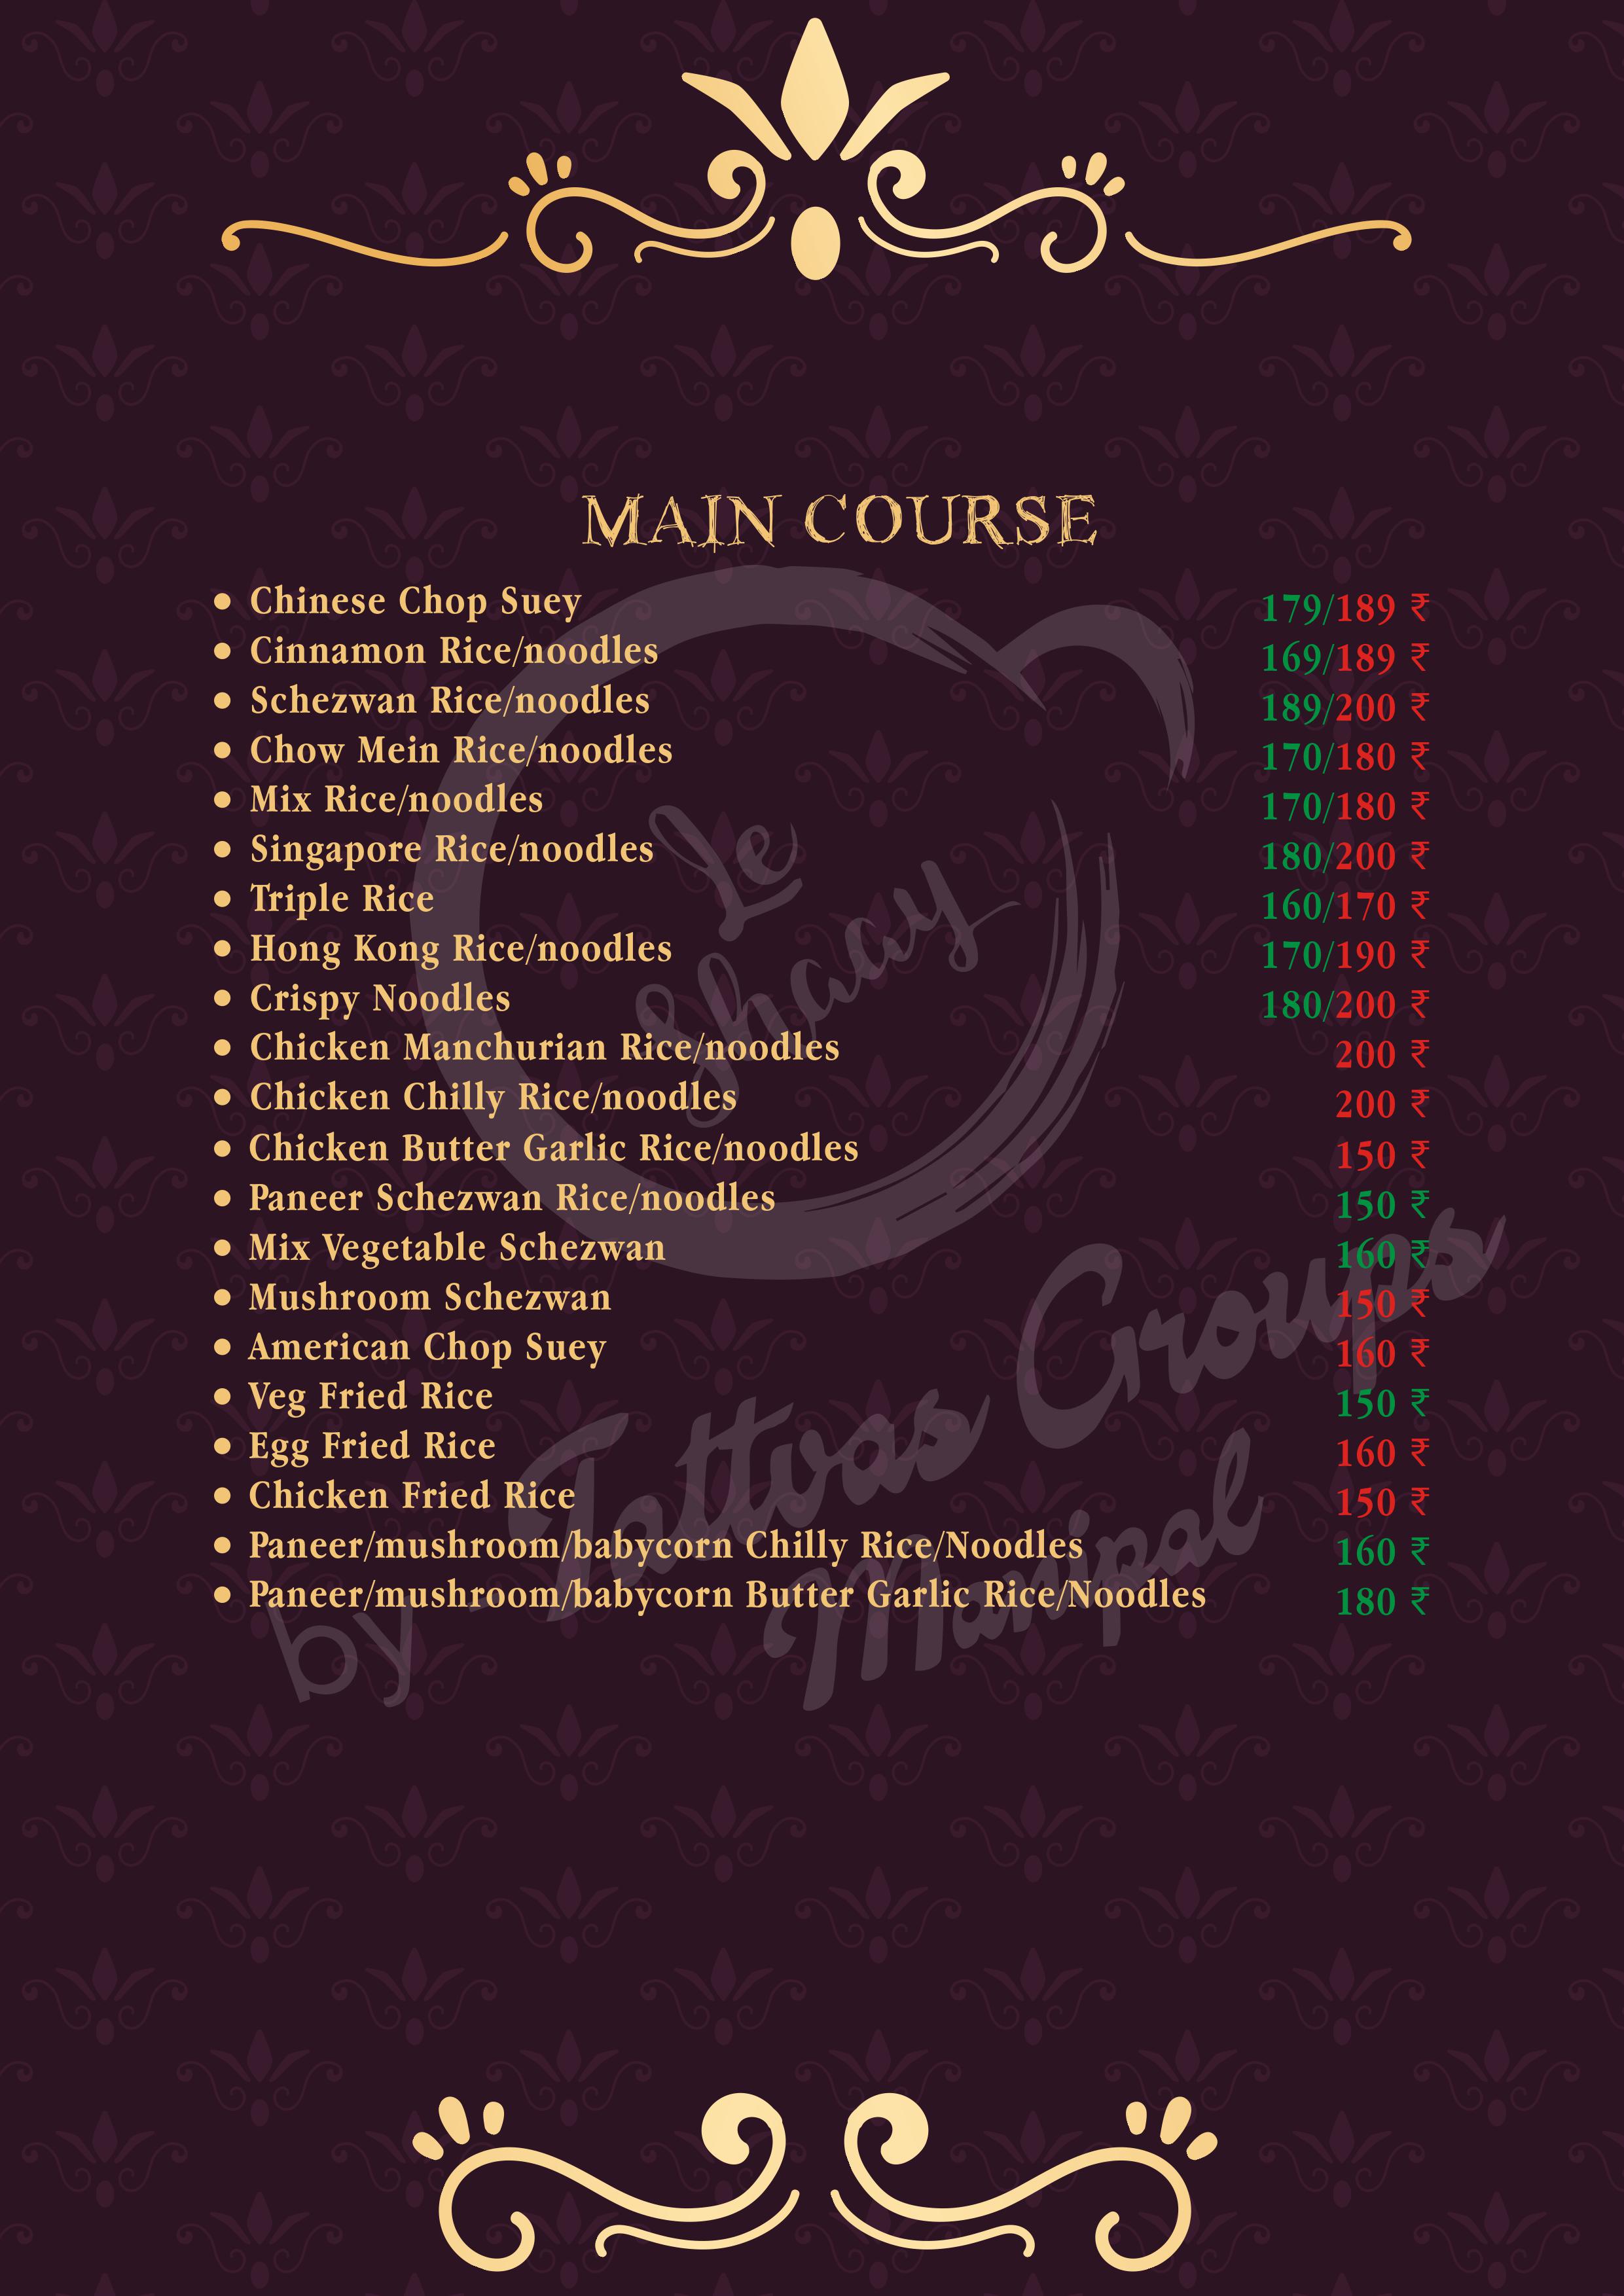 MAIN COURSE
• Chinese Chop Suey 179/189 ₹
• Cinnamon Rice/noodles 169/189 ₹
• Schezwan Rice/noodles 189/200 ₹
• Chow Mein Rice/noodles 170/180 ₹
• Mix Rice/noodles 170/180 ₹
• Singapore Rice/noodles 180/200 ₹
• Triple Rice 160/170 ₹
• Hong Kong Rice/noodles 170/190 ₹
• Crispy Noodles 180/200 ₹
• Chicken Manchurian Rice/noodles 200 ₹
• Chicken Chilly Rice/noodles 200 ₹
• Chicken Butter Garlic Rice/noodles 150 ₹
• Paneer Schezwan Rice/noodles 150 ₹
• Mix Vegetable Schezwan 160 ₹
• Mushroom Schezwan 150 ₹
• American Chop Suey 160 ₹
• Veg Fried Rice 150 ₹
• Egg Fried Rice 160 ₹
• Chicken Fried Rice 150 ₹
• Paneer/mushroom/babycorn Chilly Rice/Noodles 160 ₹
• Paneer/mushroom/babycorn Butter Garlic Rice/Noodles 180 ₹
Le
Shaay
by - Tattvas Groups
Manipal